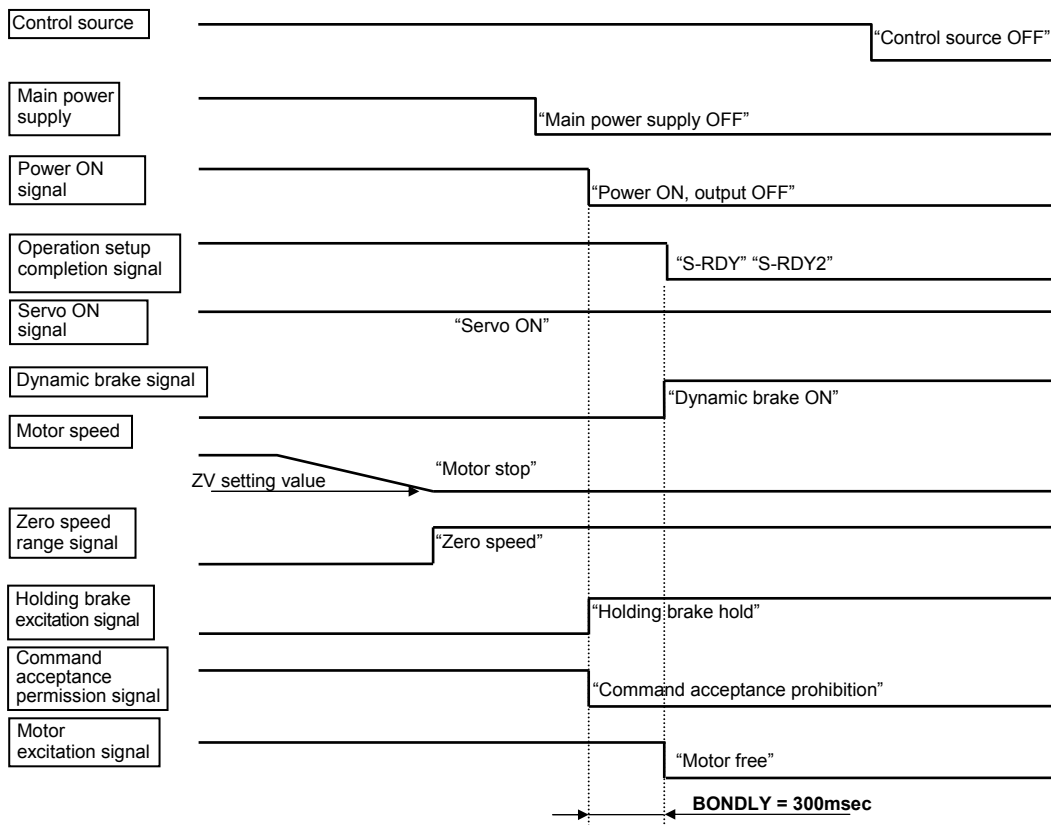 Control source
“Control source OFF”
Main power
supply
“Main power supply OFF”
Power ON
signal
“Power ON, output OFF”
Operation setup
completion signal
“S-RDY” “S-RDY2”
Servo ON
signal
“Servo ON”
Dynamic brake signal
“Dynamic brake ON”
Motor speed
“Motor stop”
ZV setting value
Zero speed
range signal
“Zero speed”
Holding brake
excitation signal
“Holding brake hold”
Command
acceptance
permission signal
“Command acceptance prohibition”
Motor
excitation signal
“Motor free”
BONDLY = 300msec